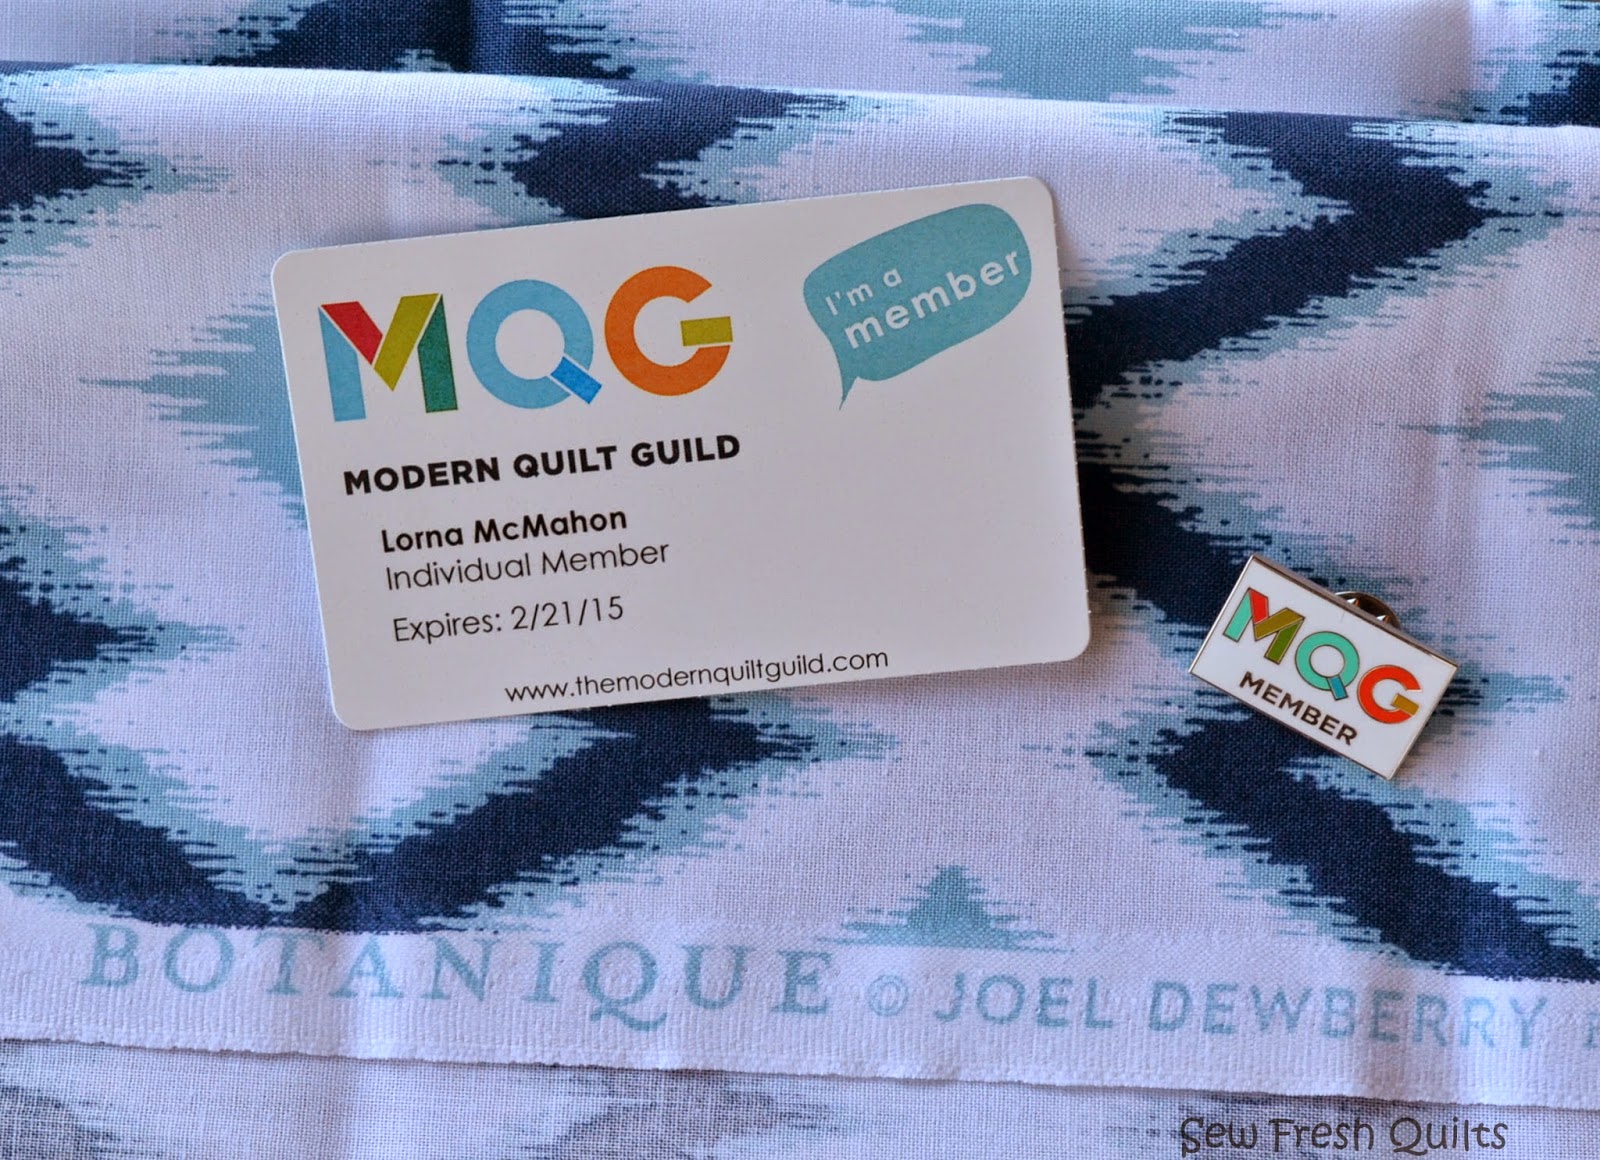 MQG
I'm a
member
MODERN QUILT GUILD
Lorna McMahon
Individual Member
Expires: 2/21/15
www.themodernquiltguild.com
MQG
MEMBER
BOTANIQUE © JOEL DEWBERRY
Sew Fresh Quilts